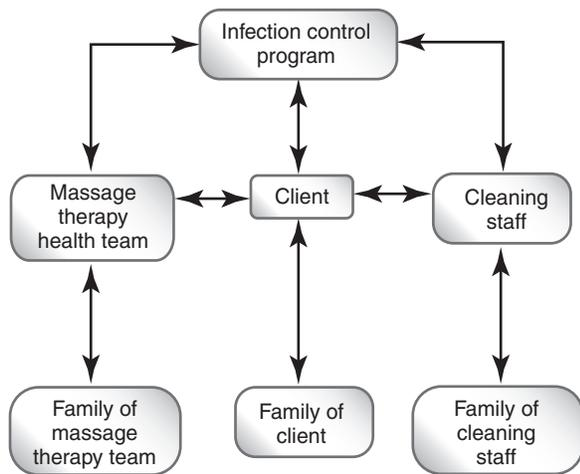 Infection control
program
Massage
therapy
health team
Client
Cleaning
staff
Family of
massage
therapy team
Family of
client
Family of
cleaning
staff